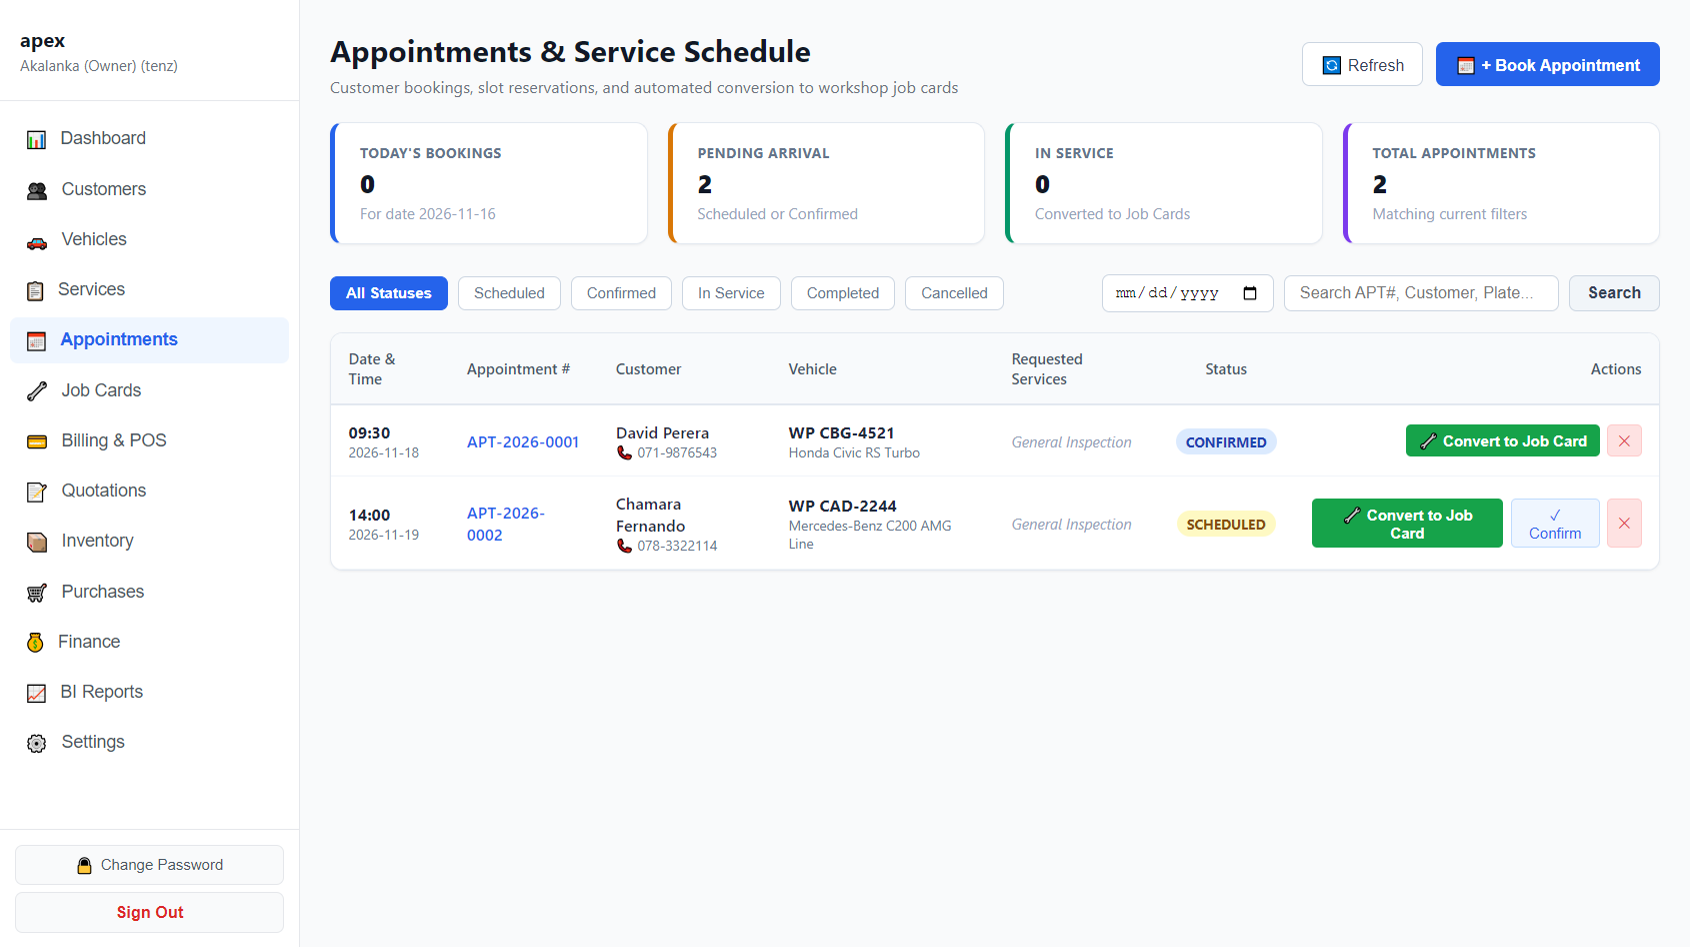 apex
Akalanka (Owner) (tenz)
Dashboard
Customers
Vehicles
Services
Appointments
Job Cards
Billing & POS
Quotations
Inventory
Purchases
Finance
BI Reports
Settings
Change Password
Sign Out
Appointments & Service Schedule
Customer bookings, slot reservations, and automated conversion to workshop job cards
Refresh
+ Book Appointment
TODAY'S BOOKINGS
0
For date 2026-11-16
PENDING ARRIVAL
2
Scheduled or Confirmed
IN SERVICE
0
Converted to Job Cards
TOTAL APPOINTMENTS
2
Matching current filters
All Statuses
Scheduled
Confirmed
In Service
Completed
Cancelled
mm/dd/yyyy
Search APT#, Customer, Plate...
Search
Date &
Time
Appointment #
Customer
Vehicle
Requested
Services
Status
Actions
09:30
2026-11-18
APT-2026-0001
David Perera
071-9876543
WP CBG-4521
Honda Civic RS Turbo
General Inspection
CONFIRMED
Convert to Job Card
14:00
2026-11-19
APT-2026-
0002
Chamara
Fernando
078-3322114
WP CAD-2244
Mercedes-Benz C200 AMG
Line
General Inspection
SCHEDULED
Convert to Job
Card
✓
Confirm